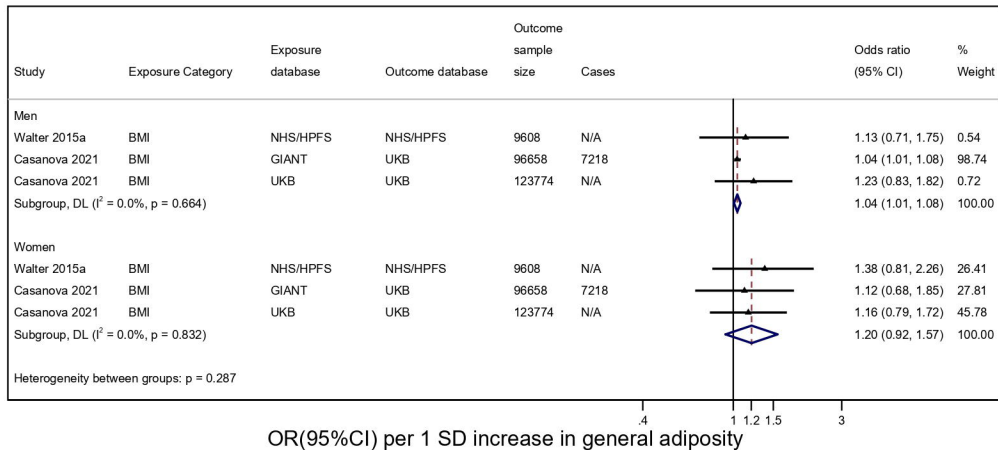 Outcome
Exposure sample Odds ratio %
Study Exposure Category database Outcome database size Cases (95% CI) Weight
Men
Walter 2015a BMI NHS/HPFS NHS/HPFS 9608 N/A 1.13 (0.71, 1.75) 0.54
Casanova 2021 BMI GIANT UKB 96658 7218 1.04 (1.01, 1.08) 98.74
Casanova 2021 BMI UKB UKB 123774 N/A 1.23 (0.83, 1.82) 0.72
Subgroup, DL (I² = 0.0%, p = 0.664) 1.04 (1.01, 1.08) 100.00
Women
Walter 2015a BMI NHS/HPFS NHS/HPFS 9608 N/A 1.38 (0.81, 2.26) 26.41
Casanova 2021 BMI GIANT UKB 96658 7218 1.12 (0.68, 1.85) 27.81
Casanova 2021 BMI UKB UKB 123774 N/A 1.16 (0.79, 1.72) 45.78
Subgroup, DL (I² = 0.0%, p = 0.832) 1.20 (0.92, 1.57) 100.00
Heterogeneity between groups: p = 0.287
.4 1 1.2 1.5 3
OR(95%CI) per 1 SD increase in general adiposity